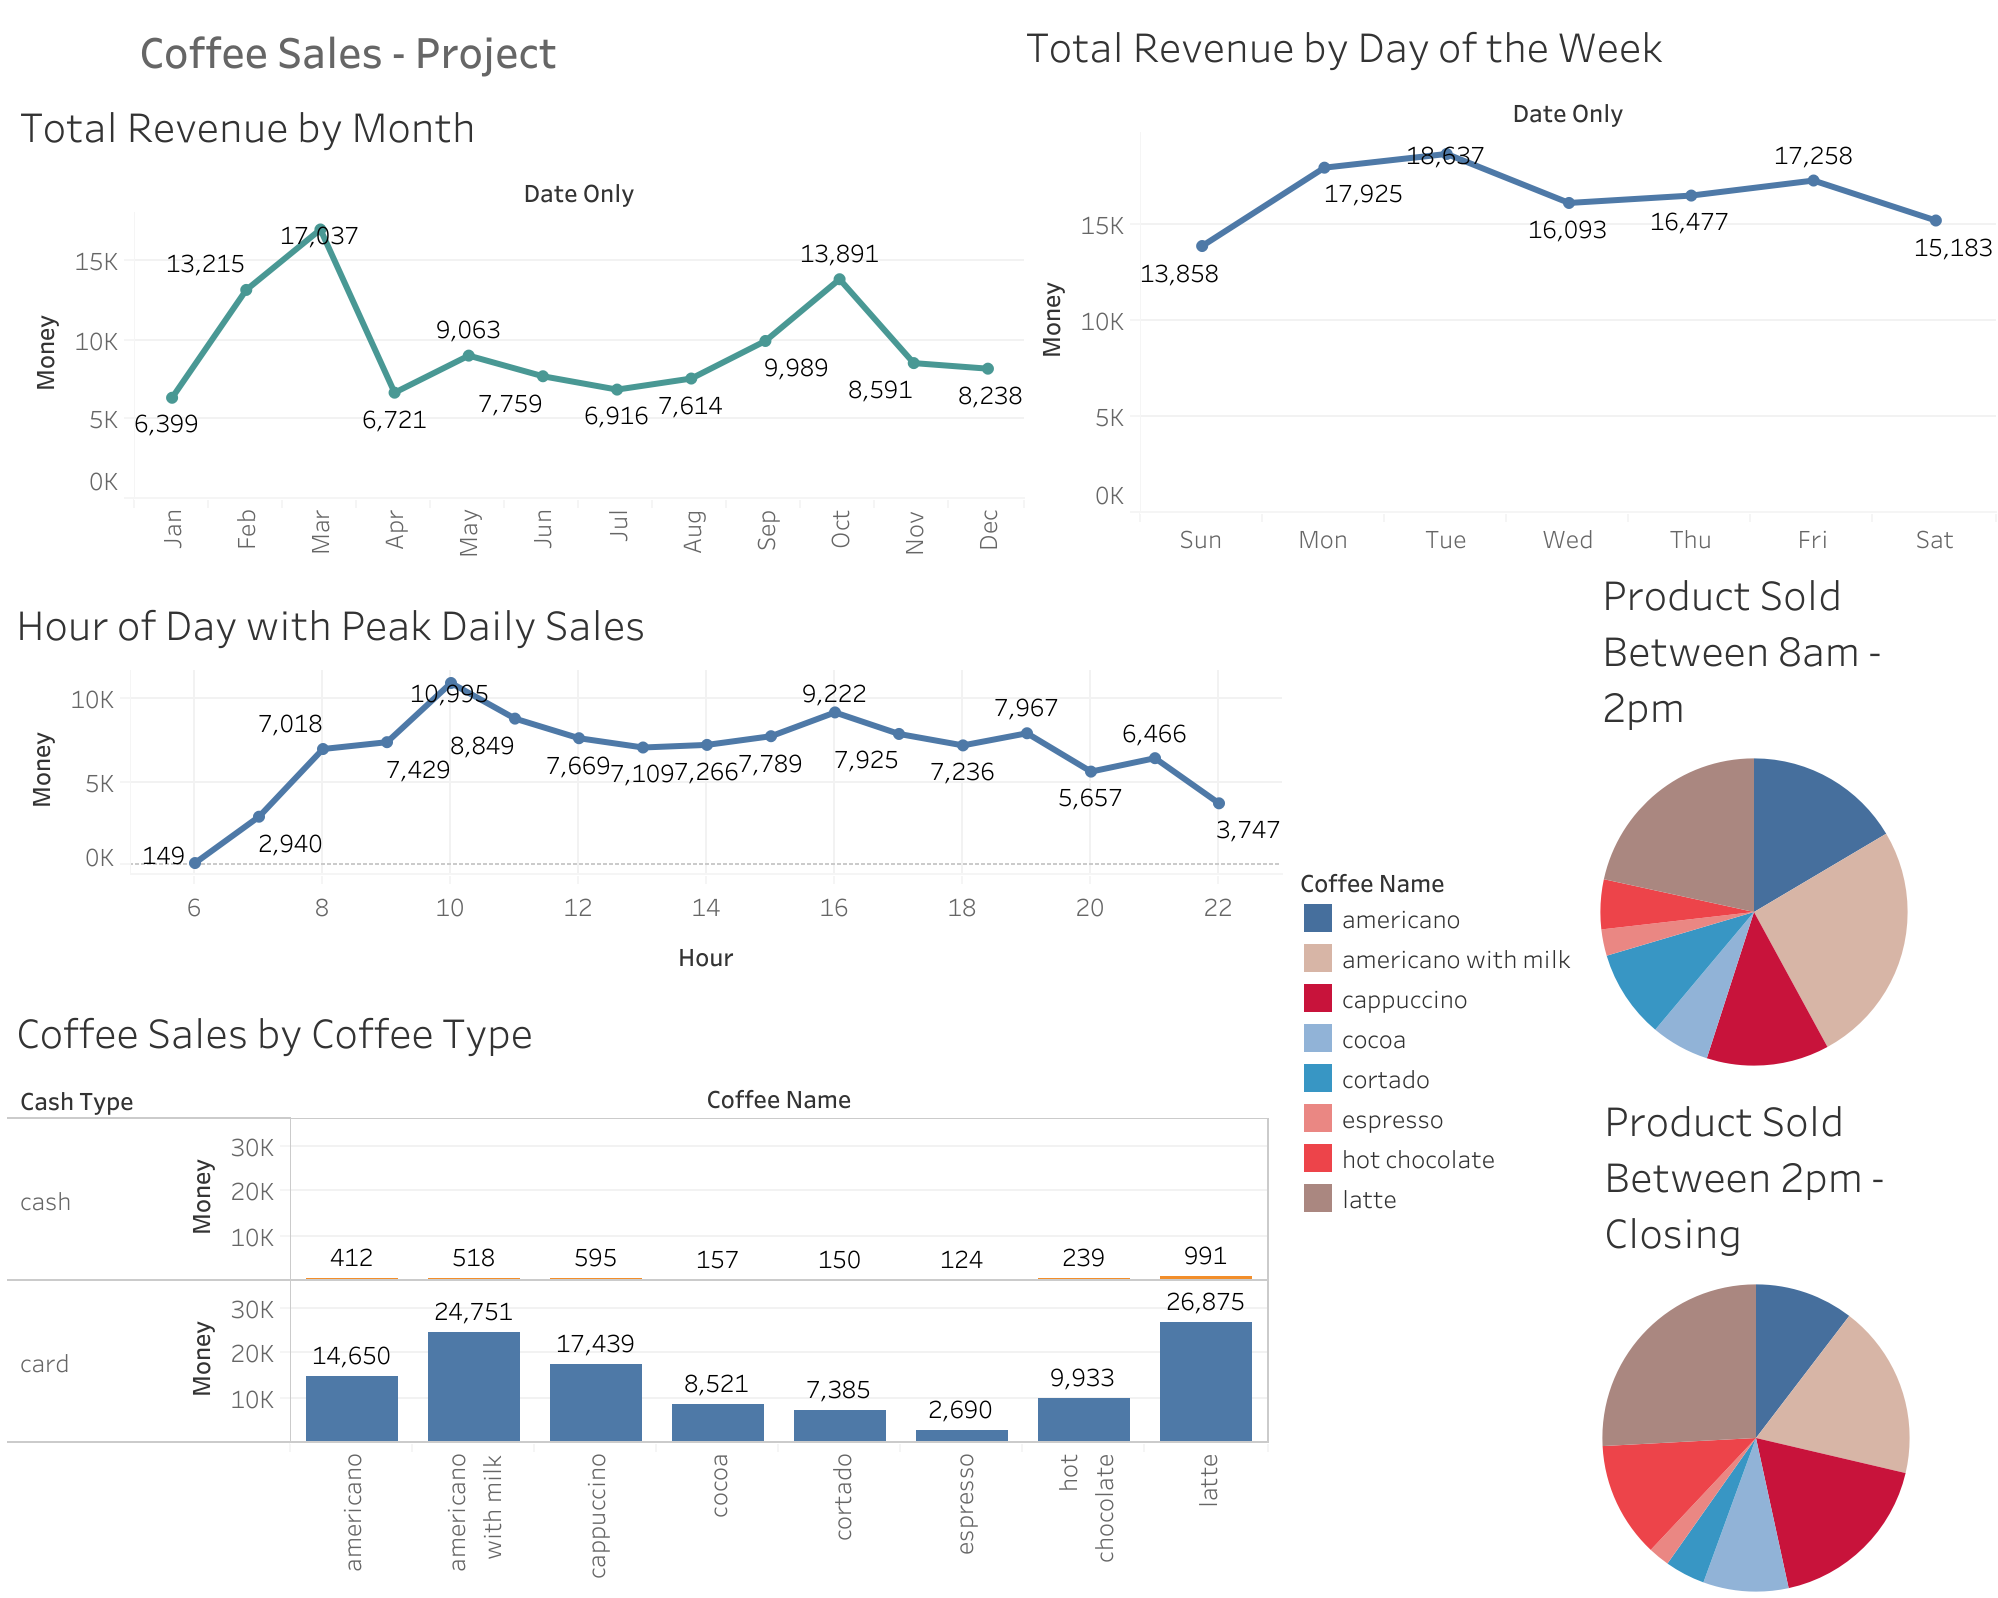 Coffee Sales - Project
Total Revenue by Month
Date Only
Money
15K
10K
5K
0K
6,399
13,215
17,037
6,721
9,063
7,759
6,916
7,614
9,989
13,891
8,591
8,238
Jan
Feb
Mar
Apr
May
Jun
Jul
Aug
Sep
Oct
Nov
Dec
Total Revenue by Day of the Week
Date Only
Money
15K
10K
5K
0K
13,858
17,925
18,637
16,093
16,477
17,258
15,183
Sun
Mon
Tue
Wed
Thu
Fri
Sat
Hour of Day with Peak Daily Sales
Money
10K
5K
0K
149
2,940
7,018
7,429
10,995
8,849
7,669
7,109
7,266
7,789
9,222
7,925
7,236
7,967
5,657
6,466
3,747
6
8
10
12
14
16
18
20
22
Hour
Coffee Sales by Coffee Type
Cash Type
Coffee Name
cash
Money
30K
20K
10K
412
518
595
157
150
124
239
991
card
Money
30K
20K
10K
14,650
24,751
17,439
8,521
7,385
2,690
9,933
26,875
americano
americano
with milk
cappuccino
cocoa
cortado
espresso
hot
chocolate
latte
Coffee Name
americano
americano with milk
cappuccino
cocoa
cortado
espresso
hot chocolate
latte
Product Sold
Between 8am -
2pm
Product Sold
Between 2pm -
Closing